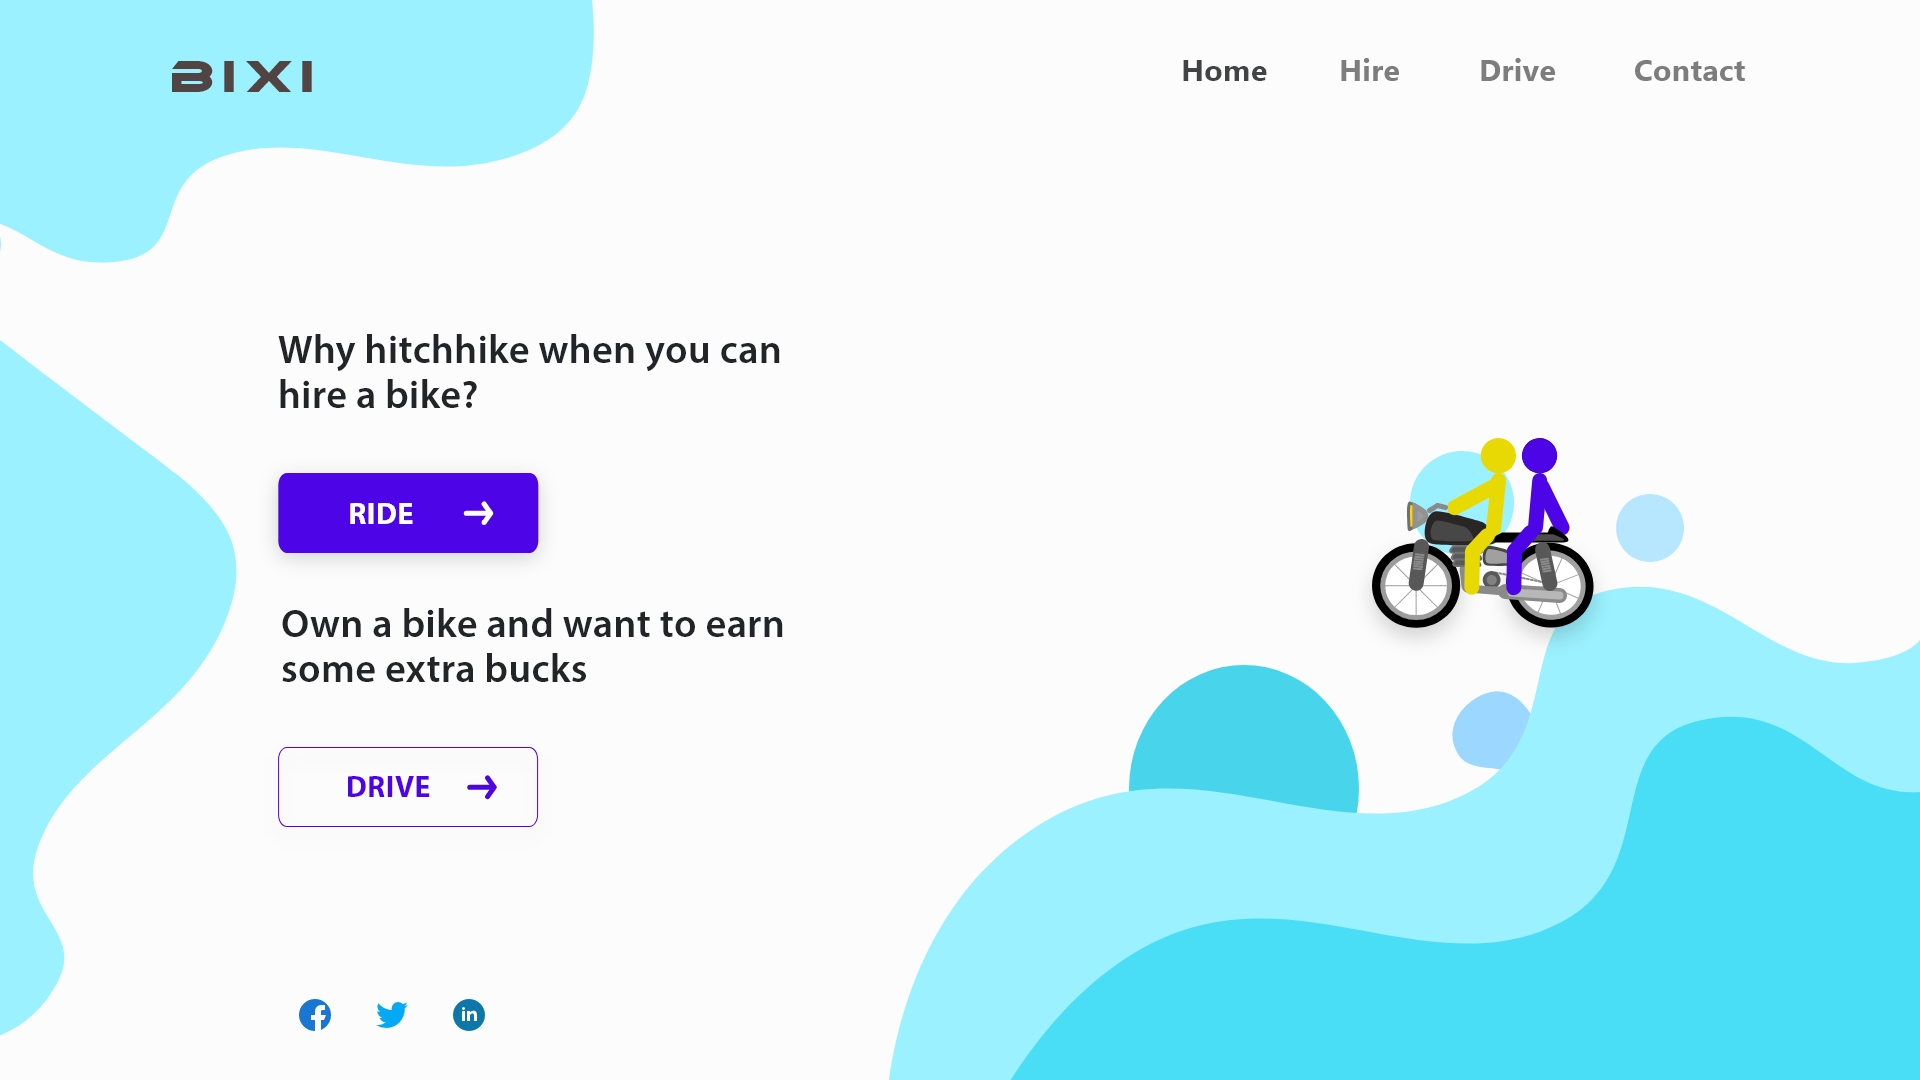 BIXI
Home Hire Drive Contact
Why hitchhike when you can
hire a bike?
RIDE
Own a bike and want to earn
some extra bucks
DRIVE
in